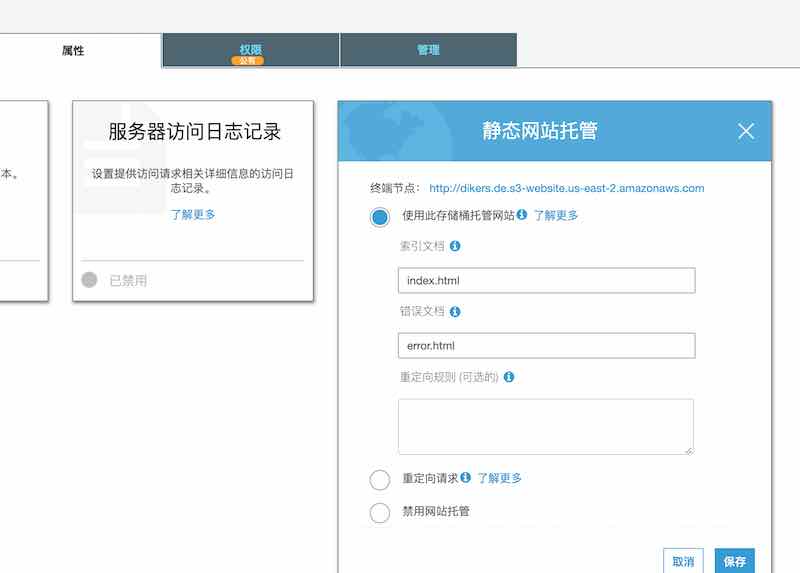 属性
权限
公有
管理
本。
服务器访问日志记录
设置提供访问请求相关详细信息的访问日
志记录。
了解更多
已禁用
静态网站托管
终端节点: http://dikers.de.s3-website.us-east-2.amazonaws.com
使用此存储桶托管网站 了解更多
索引文档
index.html
错误文档
error.html
重定向规则 (可选的)
重定向请求 了解更多
禁用网站托管
取消
保存